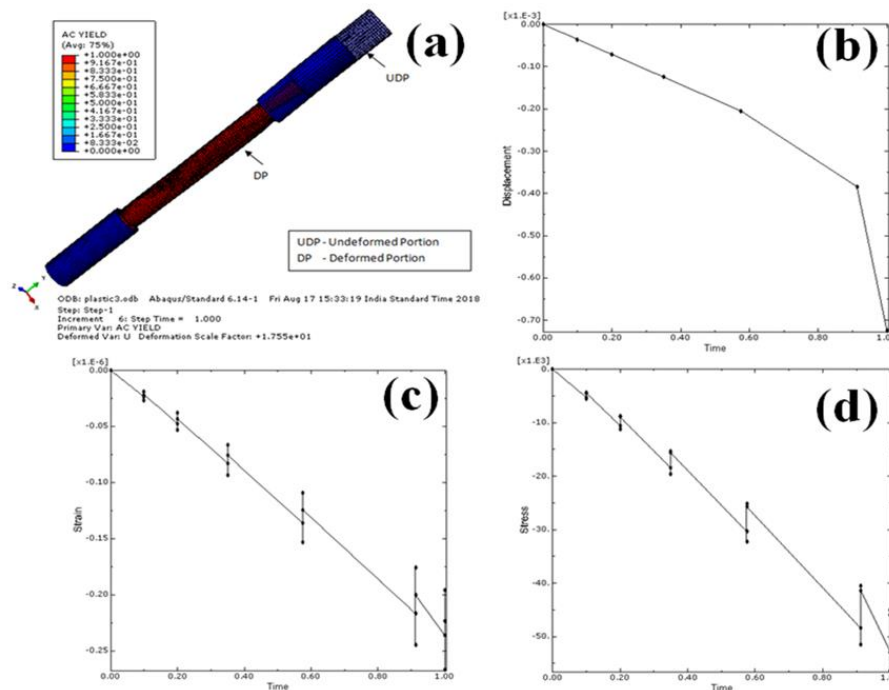 AC YIELD
(Avg: 75%)
+1.000e+00
+9.167e-01
+8.333e-01
+7.500e-01
+6.667e-01
+5.833e-01
+5.000e-01
+4.167e-01
+3.333e-01
+2.500e-01
+1.667e-01
+8.333e-02
+0.000e+00
(a)
UDP
DP
UDP - Undeformed Portion
DP - Deformed Portion
Z Y X
ODB: plastic3.odb Abaqus/Standard 6.14-1 Fri Aug 17 15:33:19 India Standard Time 2018
Step: Step-1
Increment 6: Step Time = 1.000
Primary Var: AC YIELD
Deformed Var: U Deformation Scale Factor: +1.755e+01
[x1.E-3]
(b)
0.00
-0.10
-0.20
-0.30
-0.40
-0.50
-0.60
-0.70
Displacement
0.00 0.20 0.40 0.60 0.80 1.0
Time
[x1.E-6]
(c)
0.00
-0.05
-0.10
-0.15
-0.20
-0.25
Strain
0.00 0.20 0.40 0.60 0.80 1.00
Time
[x1.E3]
(d)
0.
-10.
-20.
-30.
-40.
-50.
Stress
0.00 0.20 0.40 0.60 0.80 1.0
Time